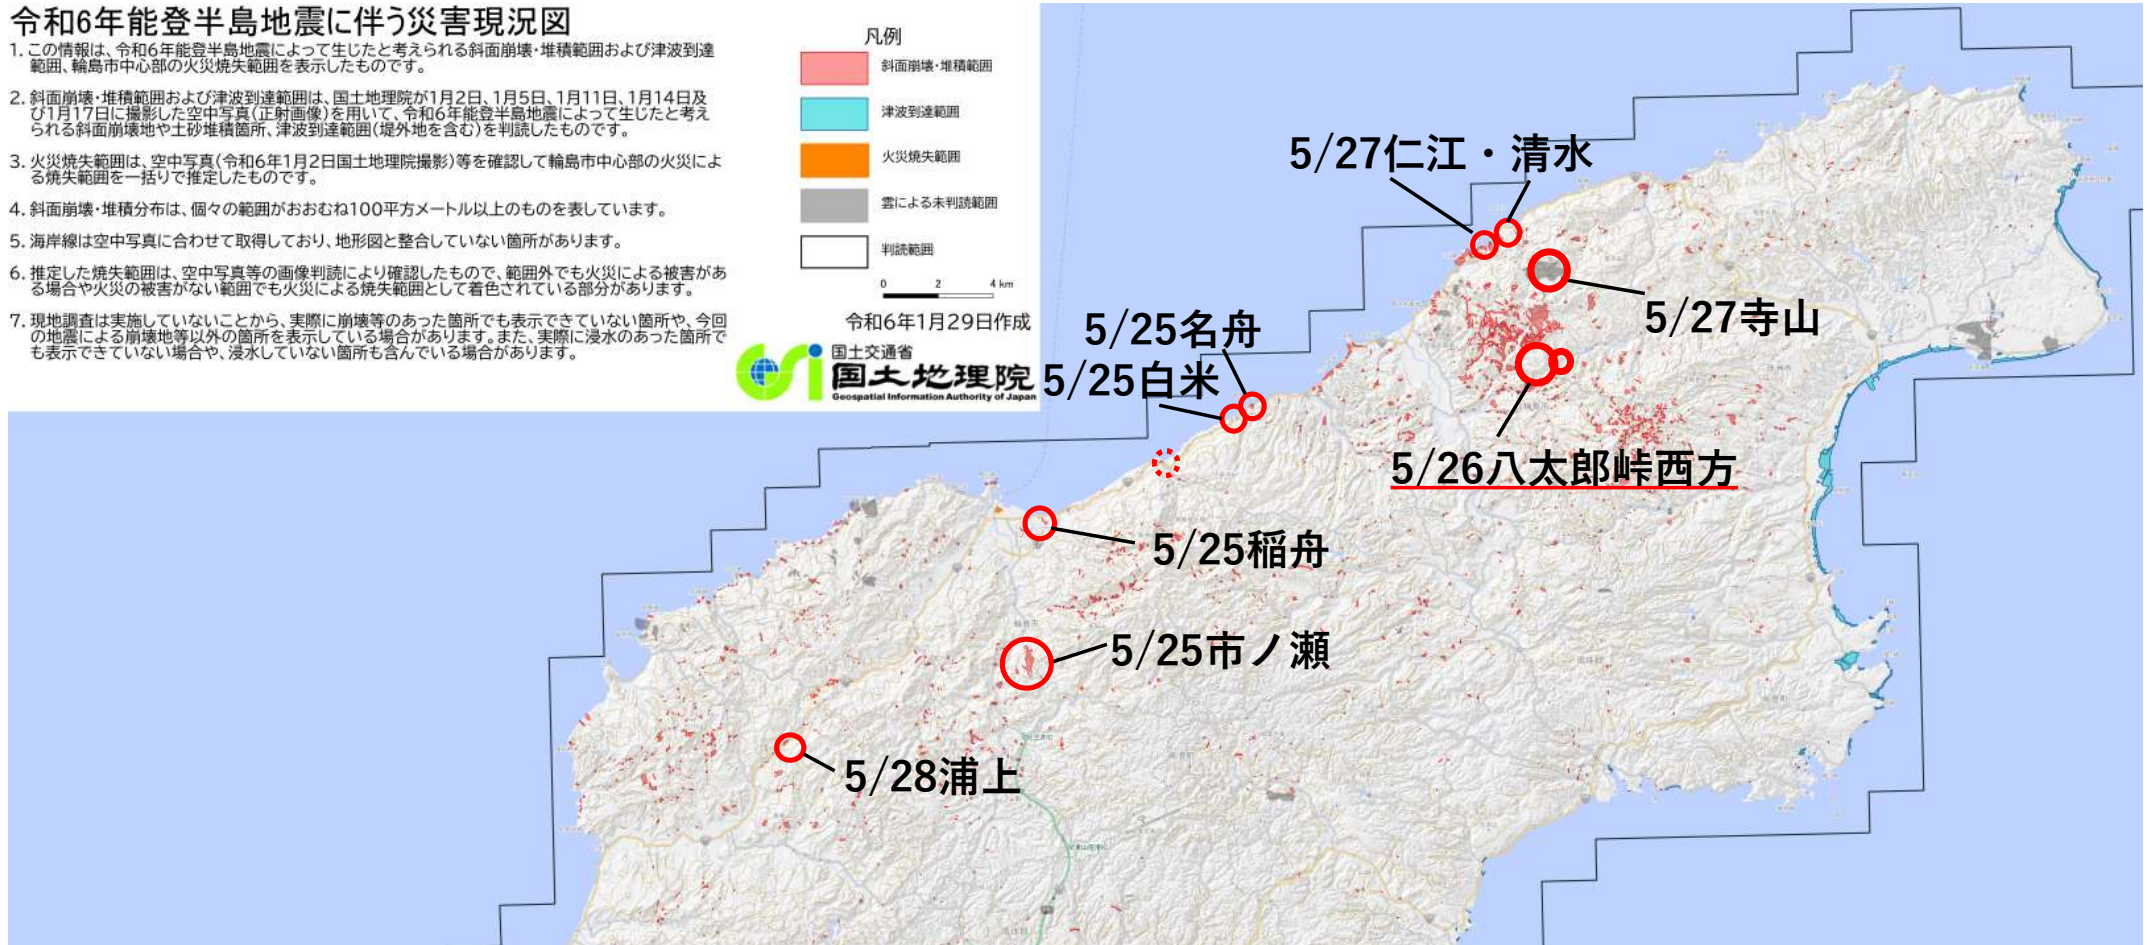 令和6年能登半島地震に伴う災害現況図
1. この情報は、令和6年能登半島地震によって生じたと考えられる斜面崩壊・堆積範囲および津波到達
範囲、輪島市中心部の火災焼失範囲を表示したものです。
2. 斜面崩壊・堆積範囲および津波到達範囲は、国土地理院が1月2日、1月5日、1月11日、1月14日及
び1月17日に撮影した空中写真(正射画像)を用いて、令和6年能登半島地震によって生じたと考え
られる斜面崩壊地や土砂堆積箇所、津波到達範囲(堤外地を含む)を判読したものです。
3. 火災焼失範囲は、空中写真(令和6年1月2日国土地理院撮影)等を確認して輪島市中心部の火災によ
る焼失範囲を一括りで推定したものです。
4. 斜面崩壊・堆積分布は、個々の範囲がおおむね100平方メートル以上のものを表しています。
5. 海岸線は空中写真に合わせて取得しており、地形図と整合していない箇所があります。
6. 推定した焼失範囲は、空中写真等の画像判読により確認したもので、範囲外でも火災による被害があ
る場合や火災の被害がない範囲でも火災による焼失範囲として着色されている部分があります。
7. 現地調査は実施していないことから、実際に崩壊等のあった箇所でも表示できていない箇所や、今回
の地震による崩壊地等以外の箇所を表示している場合があります。また、実際に浸水のあった箇所で
も表示できていない場合や、浸水していない箇所も含んでいる場合があります。
凡例
斜面崩壊・堆積範囲
津波到達範囲
火災焼失範囲
雲による未判読範囲
判読範囲
0 2 4 km
令和6年1月29日作成
国土交通省
国土地理院
Geospatial Information Authority of Japan
5/27仁江・清水
5/27寺山
5/25名舟
5/25白米
5/26八太郎峠西方
5/25稲舟
5/25市ノ瀬
5/28浦上